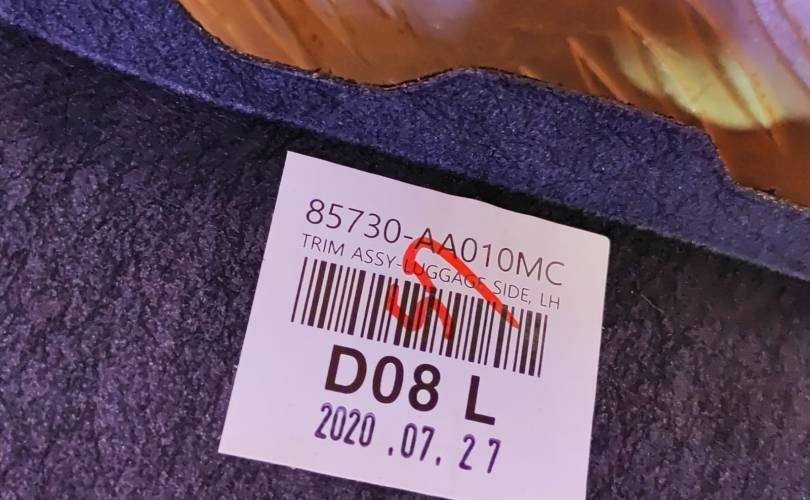 85730-AA010MC
TRIM ASSY-LUGGAGE SIDE, LH
D08 L
2020 .07. 27